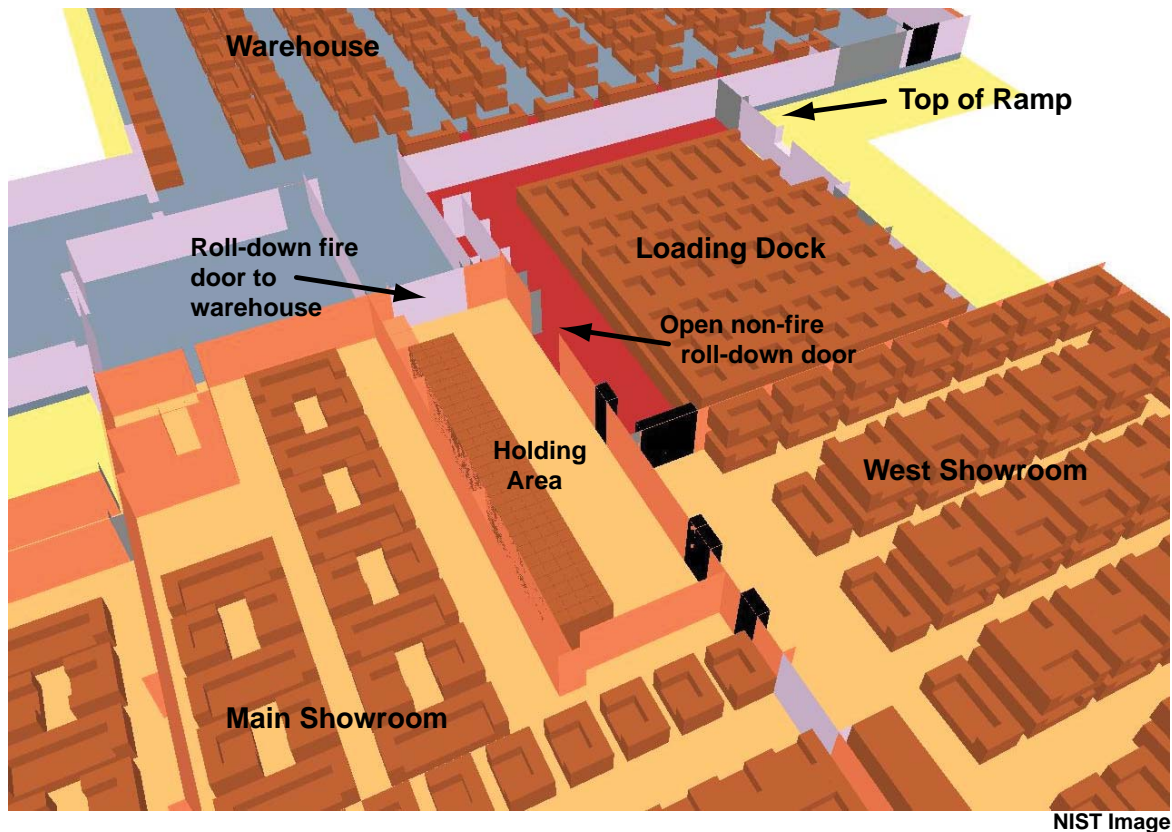 Warehouse
Top of Ramp
Roll-down fire
door to
warehouse
Loading Dock
Open non-fire
roll-down door
Holding
Area
West Showroom
Main Showroom
NIST Image